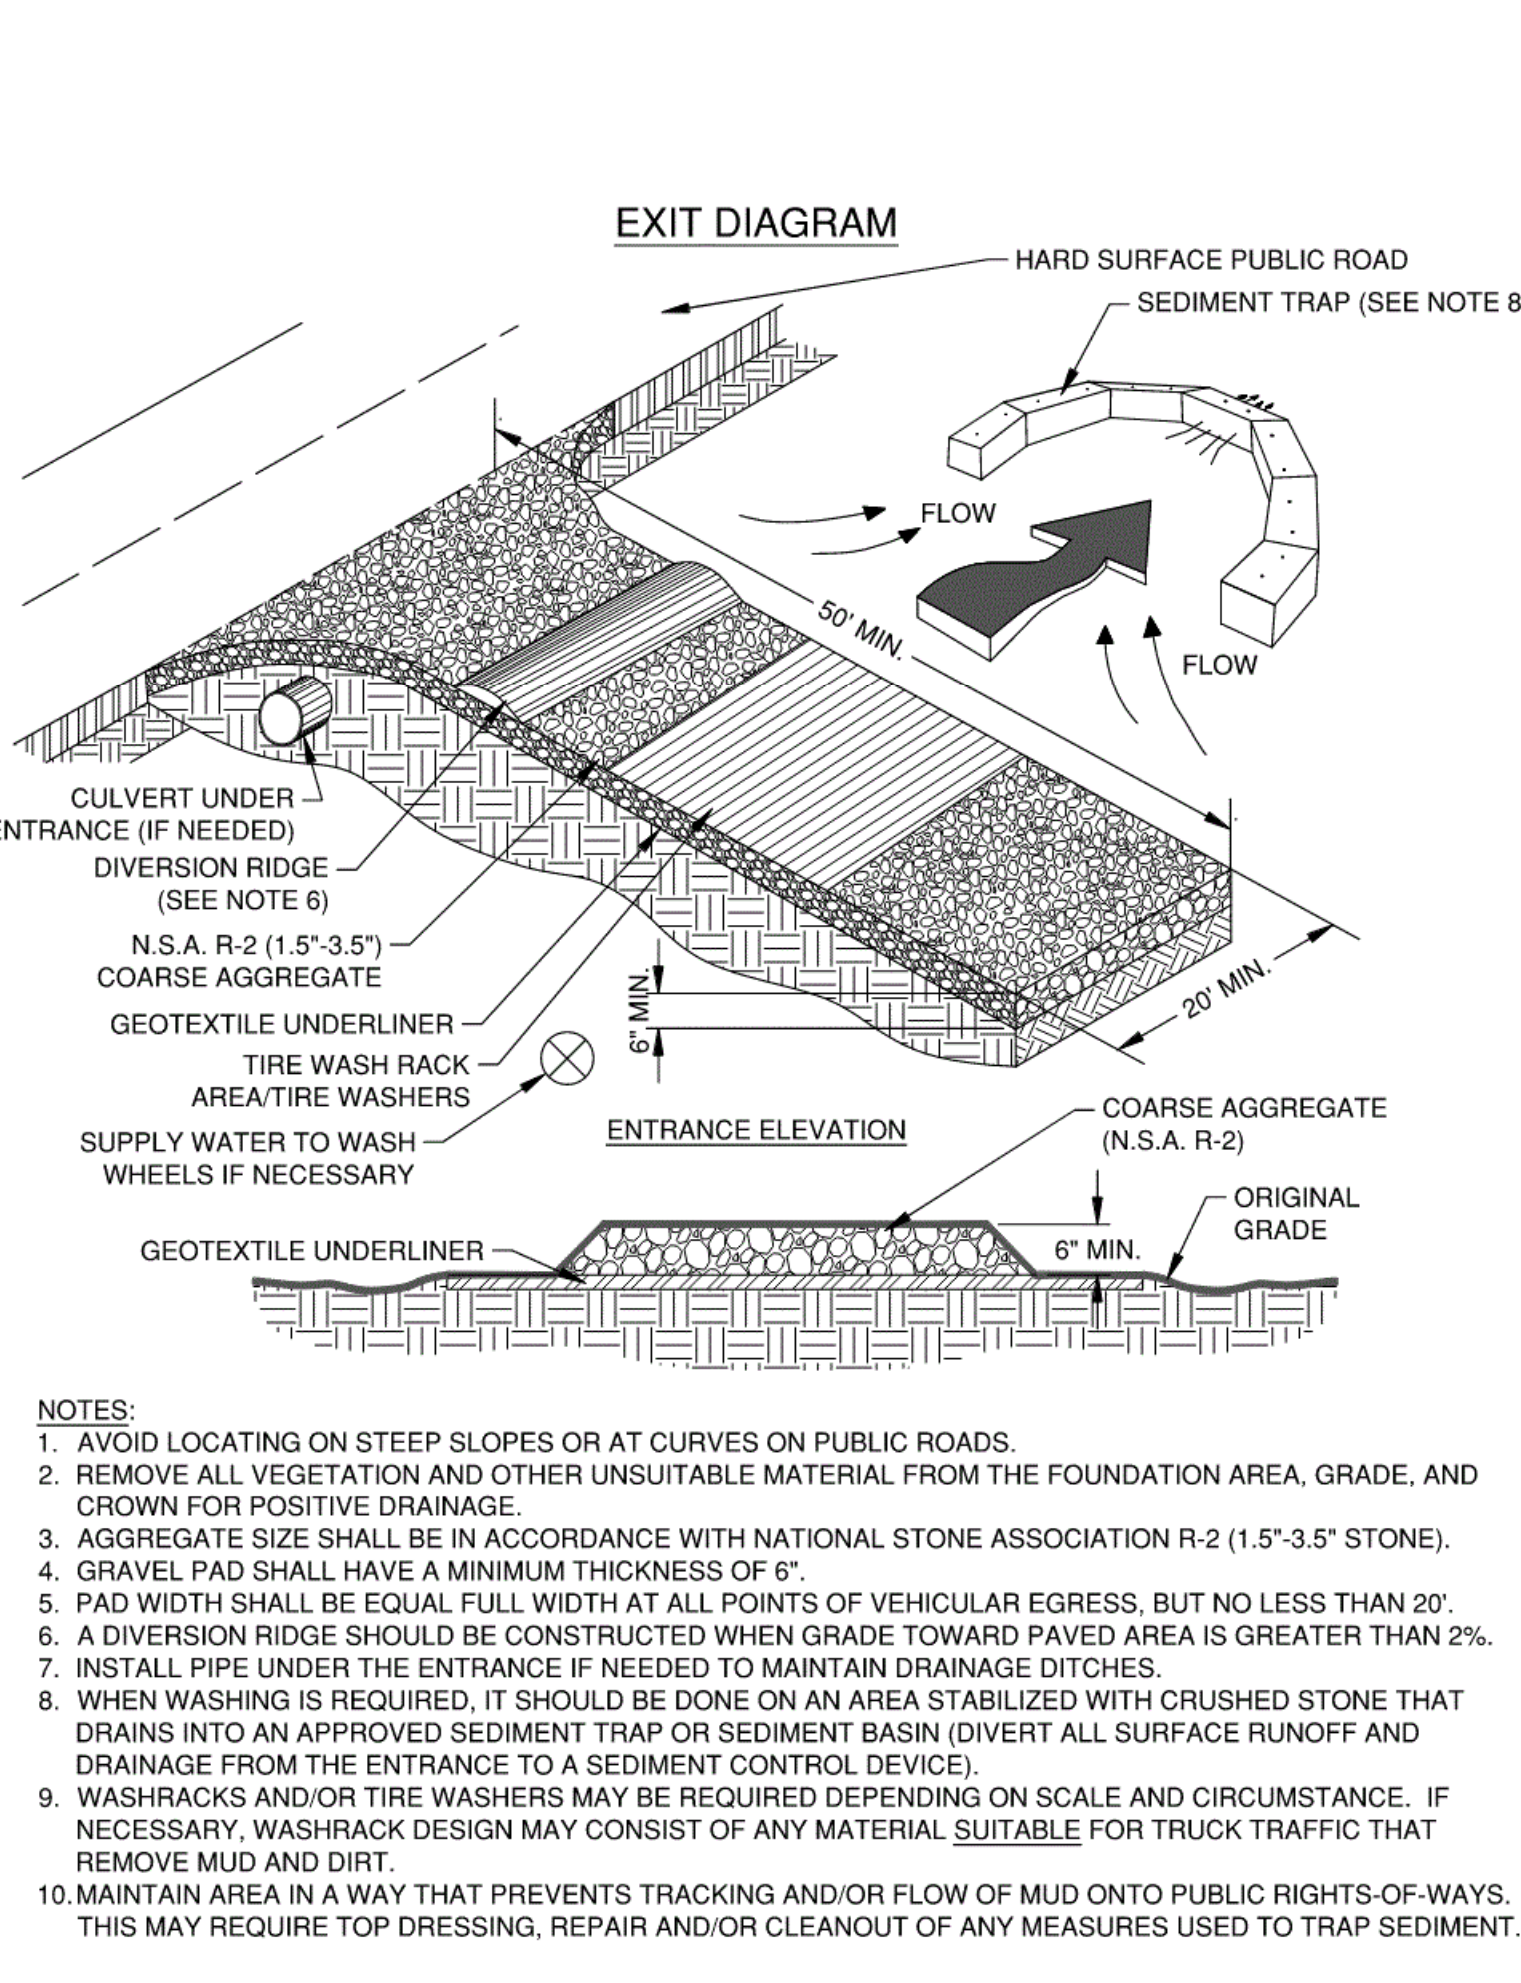 EXIT DIAGRAM
HARD SURFACE PUBLIC ROAD
SEDIMENT TRAP (SEE NOTE 8
FLOW
50' MIN.
FLOW
CULVERT UNDER
ENTRANCE (IF NEEDED)
DIVERSION RIDGE
(SEE NOTE 6)
N.S.A. R-2 (1.5"-3.5")
COARSE AGGREGATE
GEOTEXTILE UNDERLINER
TIRE WASH RACK
AREA/TIRE WASHERS
SUPPLY WATER TO WASH
WHEELS IF NECESSARY
6" MIN.
20' MIN.
ENTRANCE ELEVATION
COARSE AGGREGATE
(N.S.A. R-2)
ORIGINAL
GRADE
GEOTEXTILE UNDERLINER
6" MIN.
NOTES:
1. AVOID LOCATING ON STEEP SLOPES OR AT CURVES ON PUBLIC ROADS.
2. REMOVE ALL VEGETATION AND OTHER UNSUITABLE MATERIAL FROM THE FOUNDATION AREA, GRADE, AND
CROWN FOR POSITIVE DRAINAGE.
3. AGGREGATE SIZE SHALL BE IN ACCORDANCE WITH NATIONAL STONE ASSOCIATION R-2 (1.5"-3.5" STONE).
4. GRAVEL PAD SHALL HAVE A MINIMUM THICKNESS OF 6".
5. PAD WIDTH SHALL BE EQUAL FULL WIDTH AT ALL POINTS OF VEHICULAR EGRESS, BUT NO LESS THAN 20'.
6. A DIVERSION RIDGE SHOULD BE CONSTRUCTED WHEN GRADE TOWARD PAVED AREA IS GREATER THAN 2%.
7. INSTALL PIPE UNDER THE ENTRANCE IF NEEDED TO MAINTAIN DRAINAGE DITCHES.
8. WHEN WASHING IS REQUIRED, IT SHOULD BE DONE ON AN AREA STABILIZED WITH CRUSHED STONE THAT
DRAINS INTO AN APPROVED SEDIMENT TRAP OR SEDIMENT BASIN (DIVERT ALL SURFACE RUNOFF AND
DRAINAGE FROM THE ENTRANCE TO A SEDIMENT CONTROL DEVICE).
9. WASHRACKS AND/OR TIRE WASHERS MAY BE REQUIRED DEPENDING ON SCALE AND CIRCUMSTANCE. IF
NECESSARY, WASHRACK DESIGN MAY CONSIST OF ANY MATERIAL SUITABLE FOR TRUCK TRAFFIC THAT
REMOVE MUD AND DIRT.
10. MAINTAIN AREA IN A WAY THAT PREVENTS TRACKING AND/OR FLOW OF MUD ONTO PUBLIC RIGHTS-OF-WAYS.
THIS MAY REQUIRE TOP DRESSING, REPAIR AND/OR CLEANOUT OF ANY MEASURES USED TO TRAP SEDIMENT.